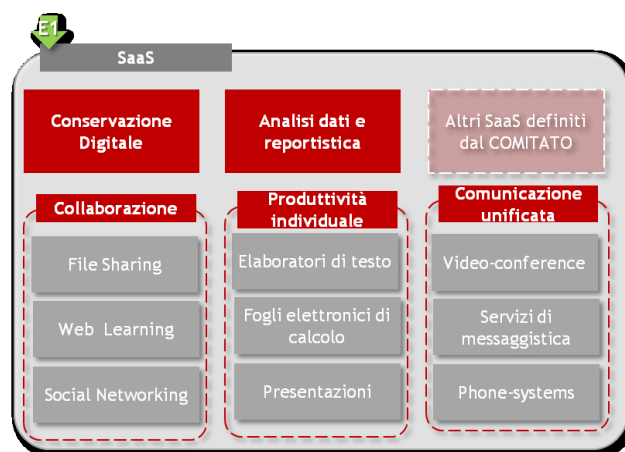 E1
SaaS
Conservazione
Digitale
Analisi dati e
reportistica
Altri SaaS definiti
dal COMITATO
Collaborazione
File Sharing
Web Learning
Social Networking
Produttività
individuale
Elaboratori di testo
Fogli elettronici di
calcolo
Presentazioni
Comunicazione
unificata
Video-conference
Servizi di
messaggistica
Phone-systems